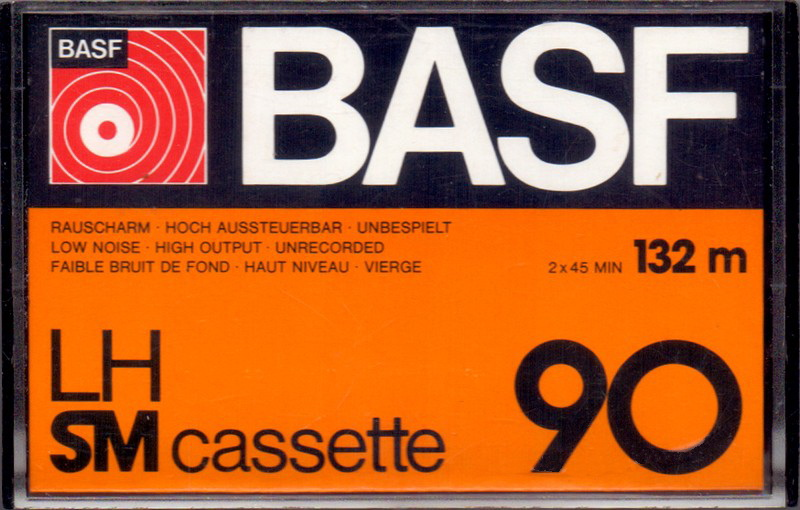 BASF
BASF
RAUSCHARM · HOCH AUSSTEUERBAR · UNBESPIELT
LOW NOISE · HIGH OUTPUT · UNRECORDED
FAIBLE BRUIT DE FOND · HAUT NIVEAU · VIERGE
2x45 MIN 132 m
LH
SM cassette 90